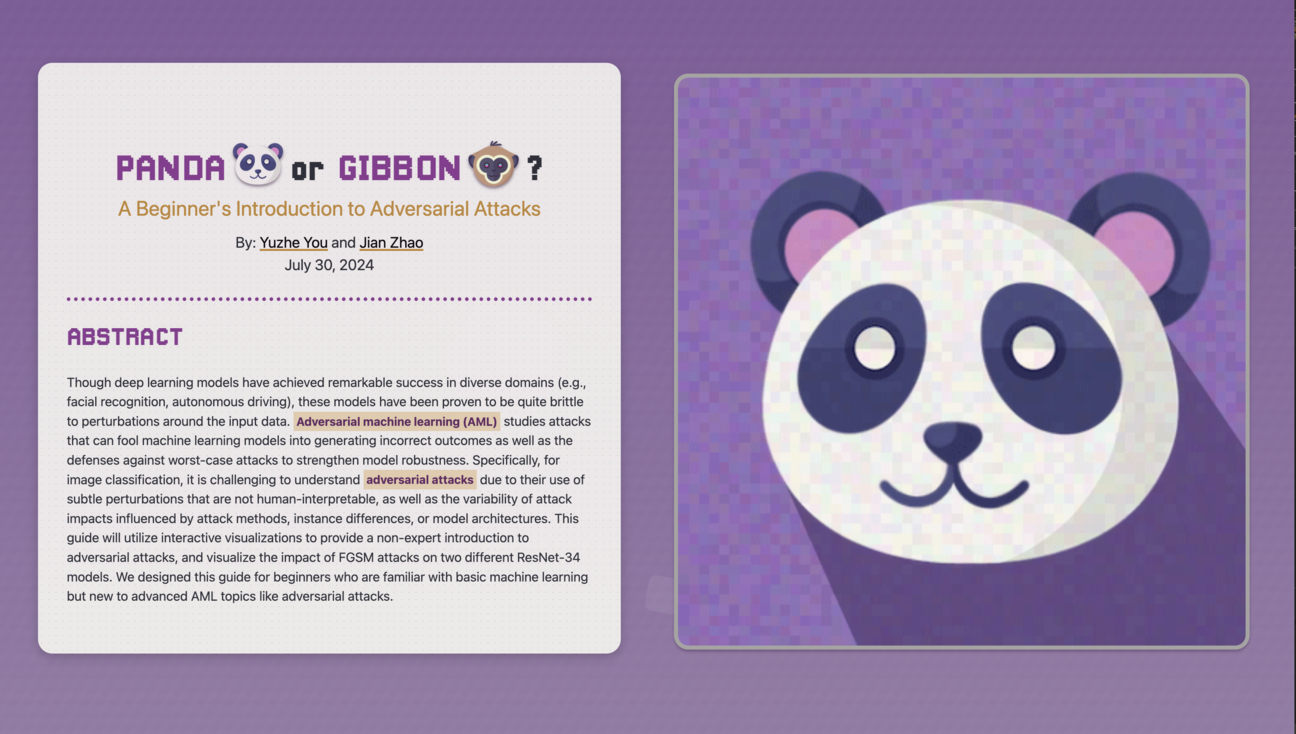 PANDA or GIBBON ?
A Beginner's Introduction to Adversarial Attacks
By: Yuzhe You and Jian Zhao
July 30, 2024
ABSTRACT
Though deep learning models have achieved remarkable success in diverse domains (e.g.,
facial recognition, autonomous driving), these models have been proven to be quite brittle
to perturbations around the input data. Adversarial machine learning (AML) studies attacks
that can fool machine learning models into generating incorrect outcomes as well as the
defenses against worst-case attacks to strengthen model robustness. Specifically, for
image classification, it is challenging to understand adversarial attacks due to their use of
subtle perturbations that are not human-interpretable, as well as the variability of attack
impacts influenced by attack methods, instance differences, or model architectures. This
guide will utilize interactive visualizations to provide a non-expert introduction to
adversarial attacks, and visualize the impact of FGSM attacks on two different ResNet-34
models. We designed this guide for beginners who are familiar with basic machine learning
but new to advanced AML topics like adversarial attacks.